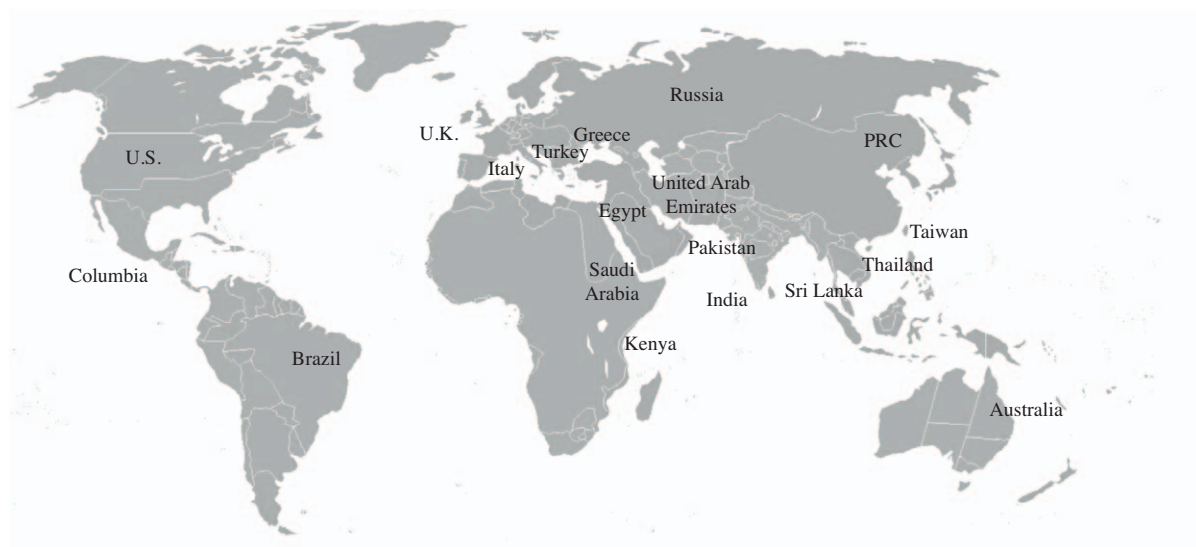 Russia
U.K.
Greece
PRC
U.S.
Turkey
Italy
United Arab
Emirates
Egypt
Taiwan
Pakistan
Thailand
Columbia
Saudi
Arabia
Sri Lanka
India
Kenya
Brazil
Australia